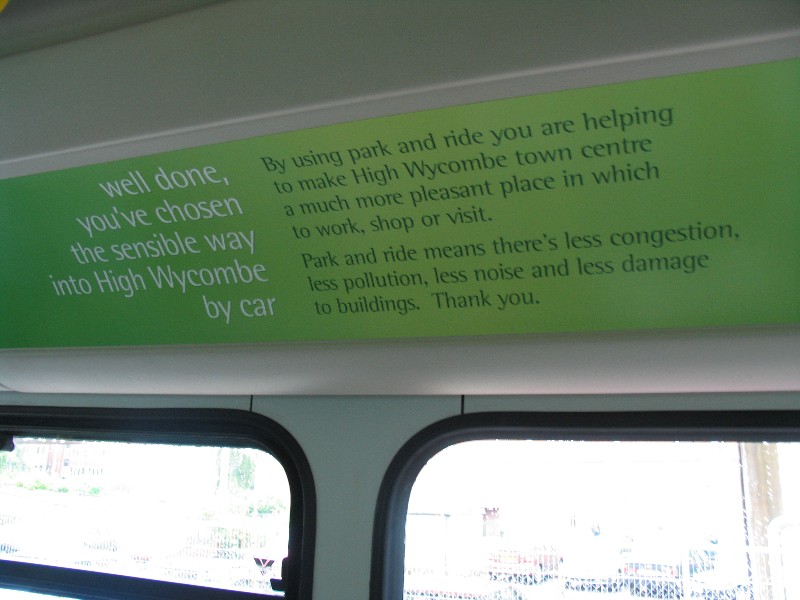 well done,
you've chosen
the sensible way
into High Wycombe
by car
By using park and ride you are helping
to make High Wycombe town centre
a much more pleasant place in which
to work, shop or visit.
Park and ride means there's less congestion,
less pollution, less noise and less damage
to buildings. Thank you.